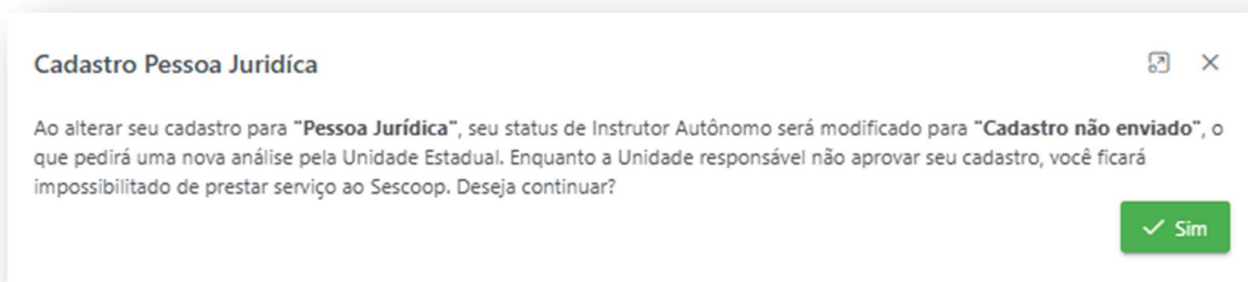 Cadastro Pessoa Juridíca
Ao alterar seu cadastro para "Pessoa Jurídica", seu status de Instrutor Autônomo será modificado para "Cadastro não enviado", o
que pedirá uma nova análise pela Unidade Estadual. Enquanto a Unidade responsável não aprovar seu cadastro, você ficará
impossibilitado de prestar serviço ao Sescoop. Deseja continuar?
Sim